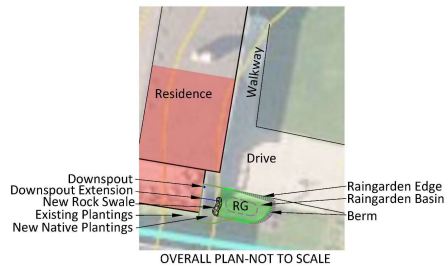 Walkway
Residence
Drive
Downspout
Downspout Extension
New Rock Swale
Existing Plantings
New Native Plantings
RG
Raingarden Edge
Raingarden Basin
Berm
OVERALL PLAN-NOT TO SCALE